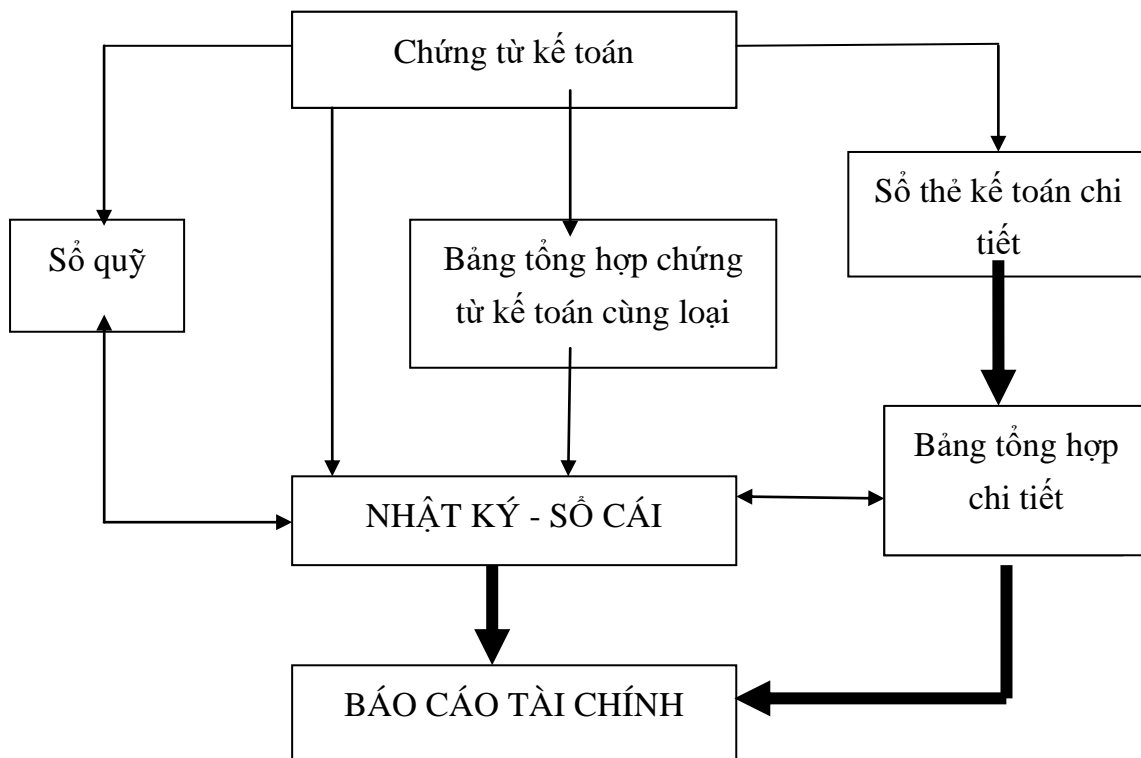 Chứng từ kế toán
Sổ thẻ kế toán chi
tiết
Sổ quỹ
Bảng tổng hợp chứng
từ kế toán cùng loại
Bảng tổng hợp
chi tiết
NHẬT KÝ - SỔ CÁI
BÁO CÁO TÀI CHÍNH